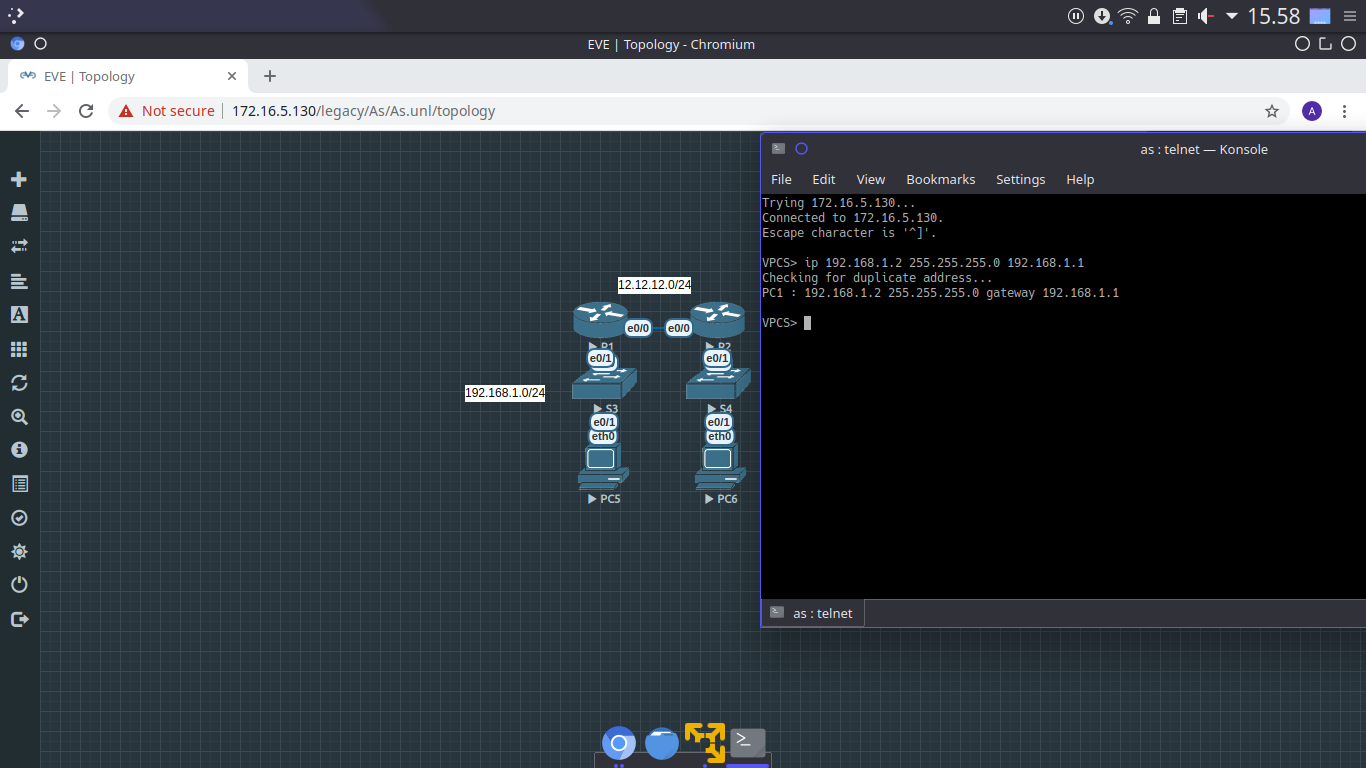 15.58
EVE | Topology - Chromium
EVE | Topology
Not secure | 172.16.5.130/legacy/As/As.unl/topology
A
as : telnet — Konsole
File Edit View Bookmarks Settings Help
Trying 172.16.5.130...
Connected to 172.16.5.130.
Escape character is '^]'.
VPCS> ip 192.168.1.2 255.255.255.0 192.168.1.1
Checking for duplicate address...
PC1 : 192.168.1.2 255.255.255.0 gateway 192.168.1.1
VPCS>
as : telnet
12.12.12.0/24
e0/0 e0/0
R1 R2
e0/1 e0/1
192.168.1.0/24
S3 S4
e0/1 e0/1
eth0 eth0
PC5 PC6